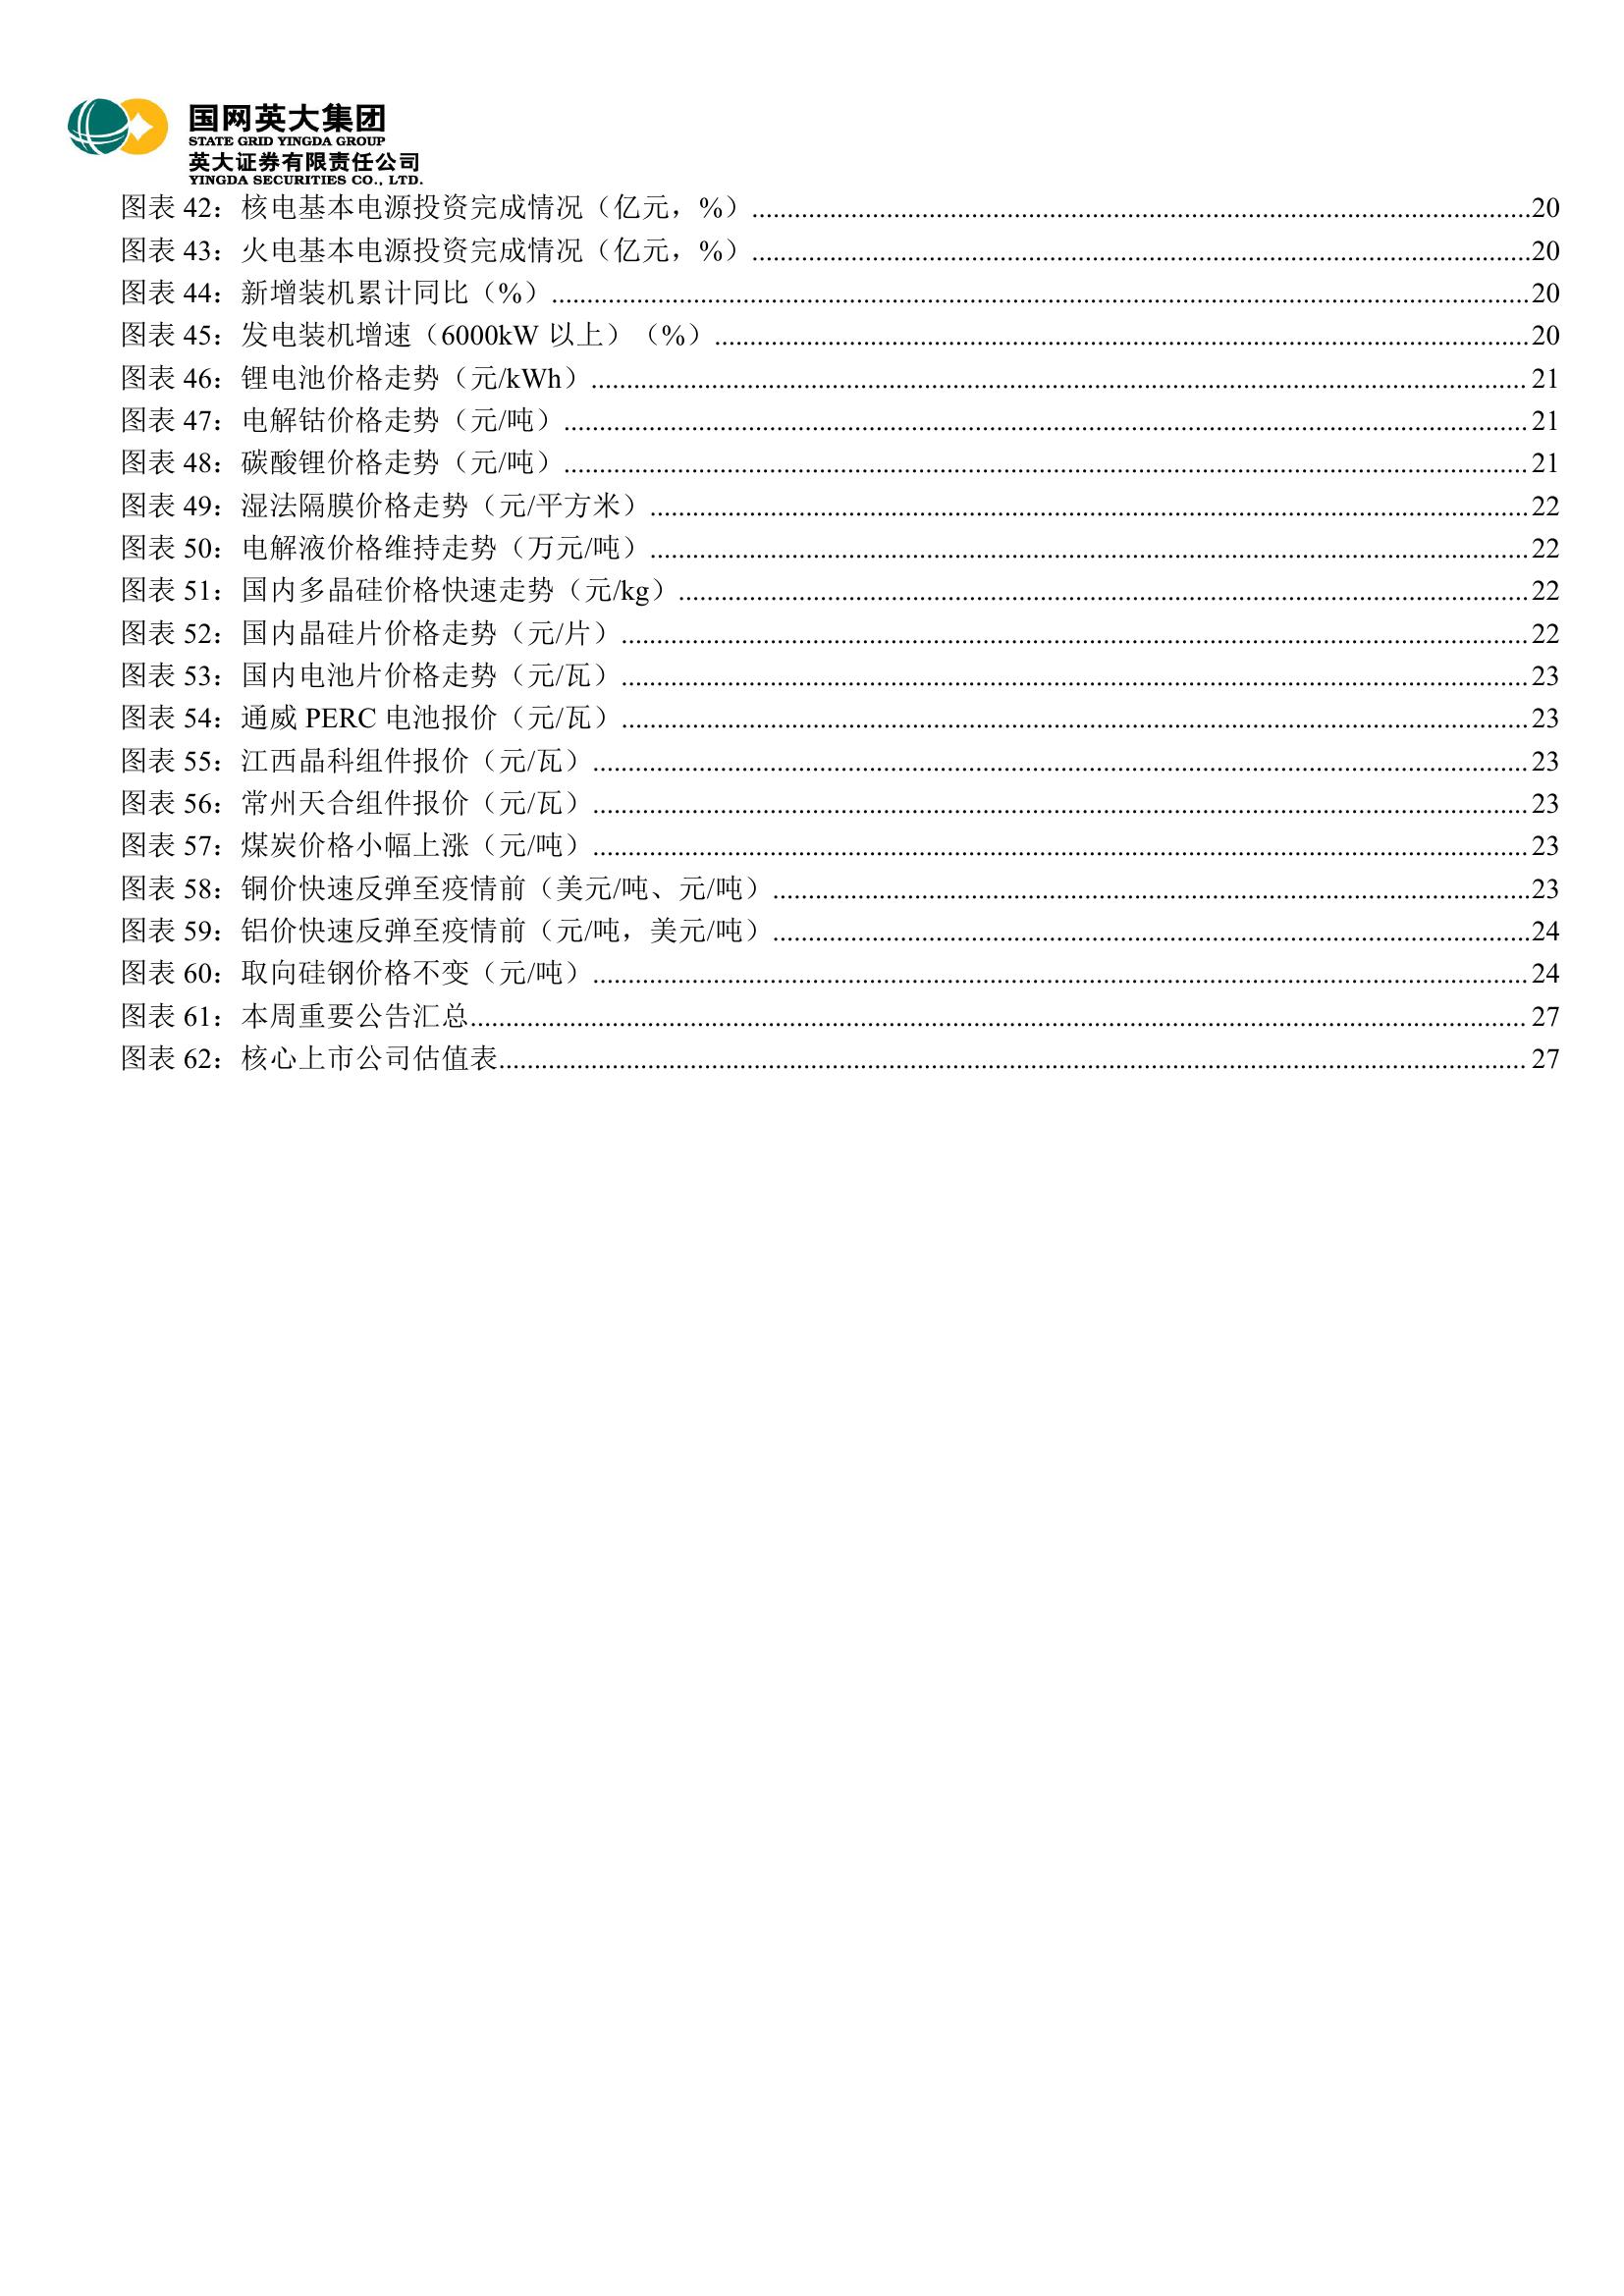 国网英大集团
STATE GRID YINGDA GROUP
英大证券有限责任公司
YINGDA SECURITIES CO., LTD.
图表 42：核电基本电源投资完成情况（亿元，%）....................20
图表 43：火电基本电源投资完成情况（亿元，%）....................20
图表 44：新增装机累计同比（%）....................20
图表 45：发电装机增速（6000kW 以上）（%）....................20
图表 46：锂电池价格走势（元/kWh）....................21
图表 47：电解钴价格走势（元/吨）....................21
图表 48：碳酸锂价格走势（元/吨）....................21
图表 49：湿法隔膜价格走势（元/平方米）....................22
图表 50：电解液价格维持走势（万元/吨）....................22
图表 51：国内多晶硅价格快速走势（元/kg）....................22
图表 52：国内晶硅片价格走势（元/片）....................22
图表 53：国内电池片价格走势（元/瓦）....................23
图表 54：通威 PERC 电池报价（元/瓦）....................23
图表 55：江西晶科组件报价（元/瓦）....................23
图表 56：常州天合组件报价（元/瓦）....................23
图表 57：煤炭价格小幅上涨（元/吨）....................23
图表 58：铜价快速反弹至疫情前（美元/吨、元/吨）....................23
图表 59：铝价快速反弹至疫情前（元/吨，美元/吨）....................24
图表 60：取向硅钢价格不变（元/吨）....................24
图表 61：本周重要公告汇总....................27
图表 62：核心上市公司估值表....................27